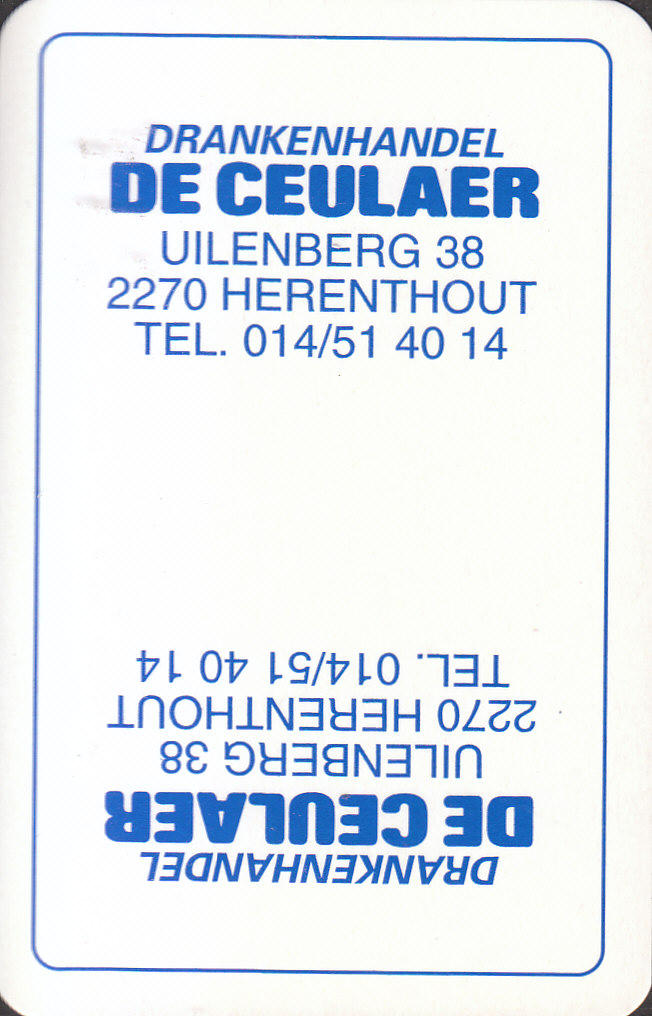 DRANKENHANDEL
DE CEULAER
UILENBERG 38
2270 HERENTHOUT
TEL. 014/51 40 14
DRANKENHANDEL
DE CEULAER
UILENBERG 38
2270 HERENTHOUT
TEL. 014/51 40 14